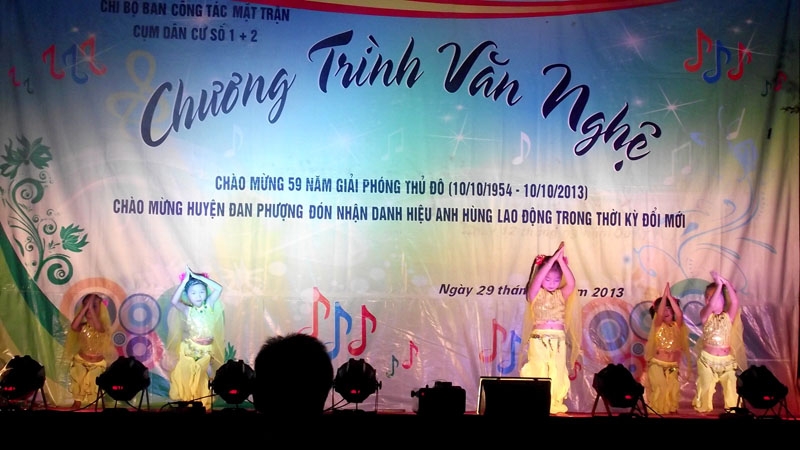 CHI BỘ BAN CÔNG TÁC MẶT TRẬN
CỤM DÂN CƯ SỐ 1 + 2
Chương Trình Văn Nghệ
CHÀO MỪNG 59 NĂM GIẢI PHÓNG THỦ ĐÔ (10/10/1954 - 10/10/2013)
CHÀO MỪNG HUYỆN ĐAN PHƯỢNG ĐÓN NHẬN DANH HIỆU ANH HÙNG LAO ĐỘNG TRONG THỜI KỲ ĐỔI MỚI
Ngày 29 thán m 2013